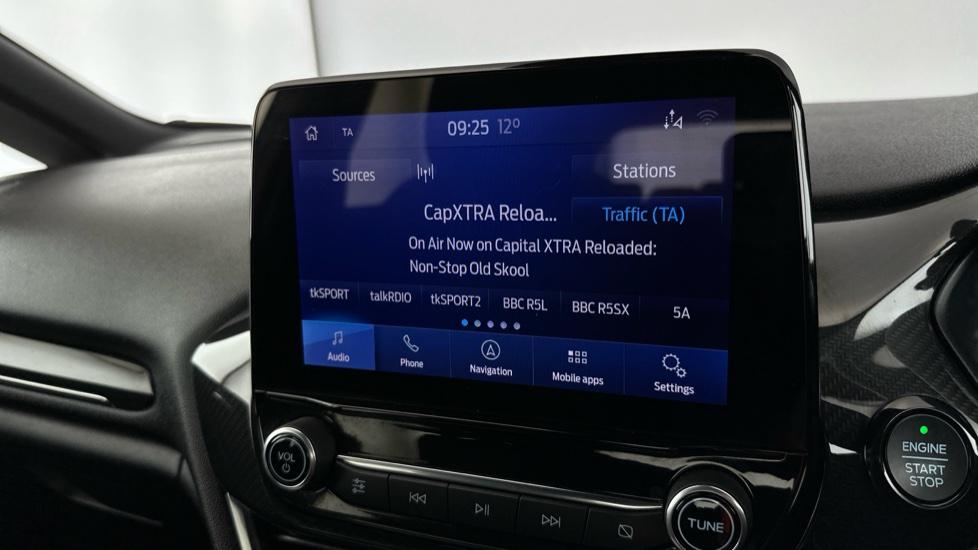 TA 09:25 12°
Sources Stations
CapXTRA Reloa... Traffic (TA)
On Air Now on Capital XTRA Reloaded:
Non-Stop Old Skool
tkSPORT talkRDIO tkSPORT2 BBC R5L BBC R5SX 5A
Audio Phone Navigation Mobile apps Settings
VOL
TUNE
ENGINE
START
STOP